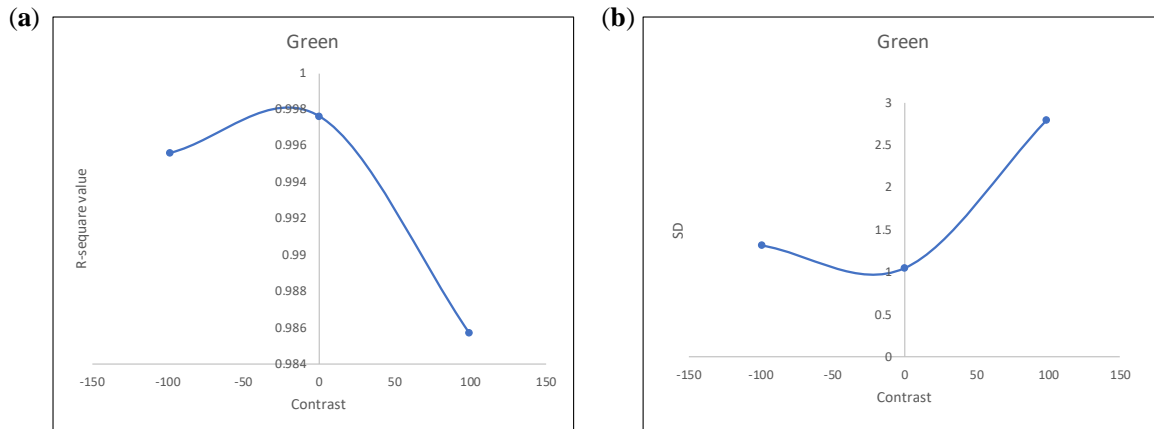 (a)
Green
1
0.998
0.996
0.994
0.992
0.99
0.988
0.986
0.984
R-square value
-150 -100 -50 0 50 100 150
Contrast
(b)
Green
3
2.5
2
1.5
1
0.5
0
SD
-150 -100 -50 0 50 100 150
Contrast